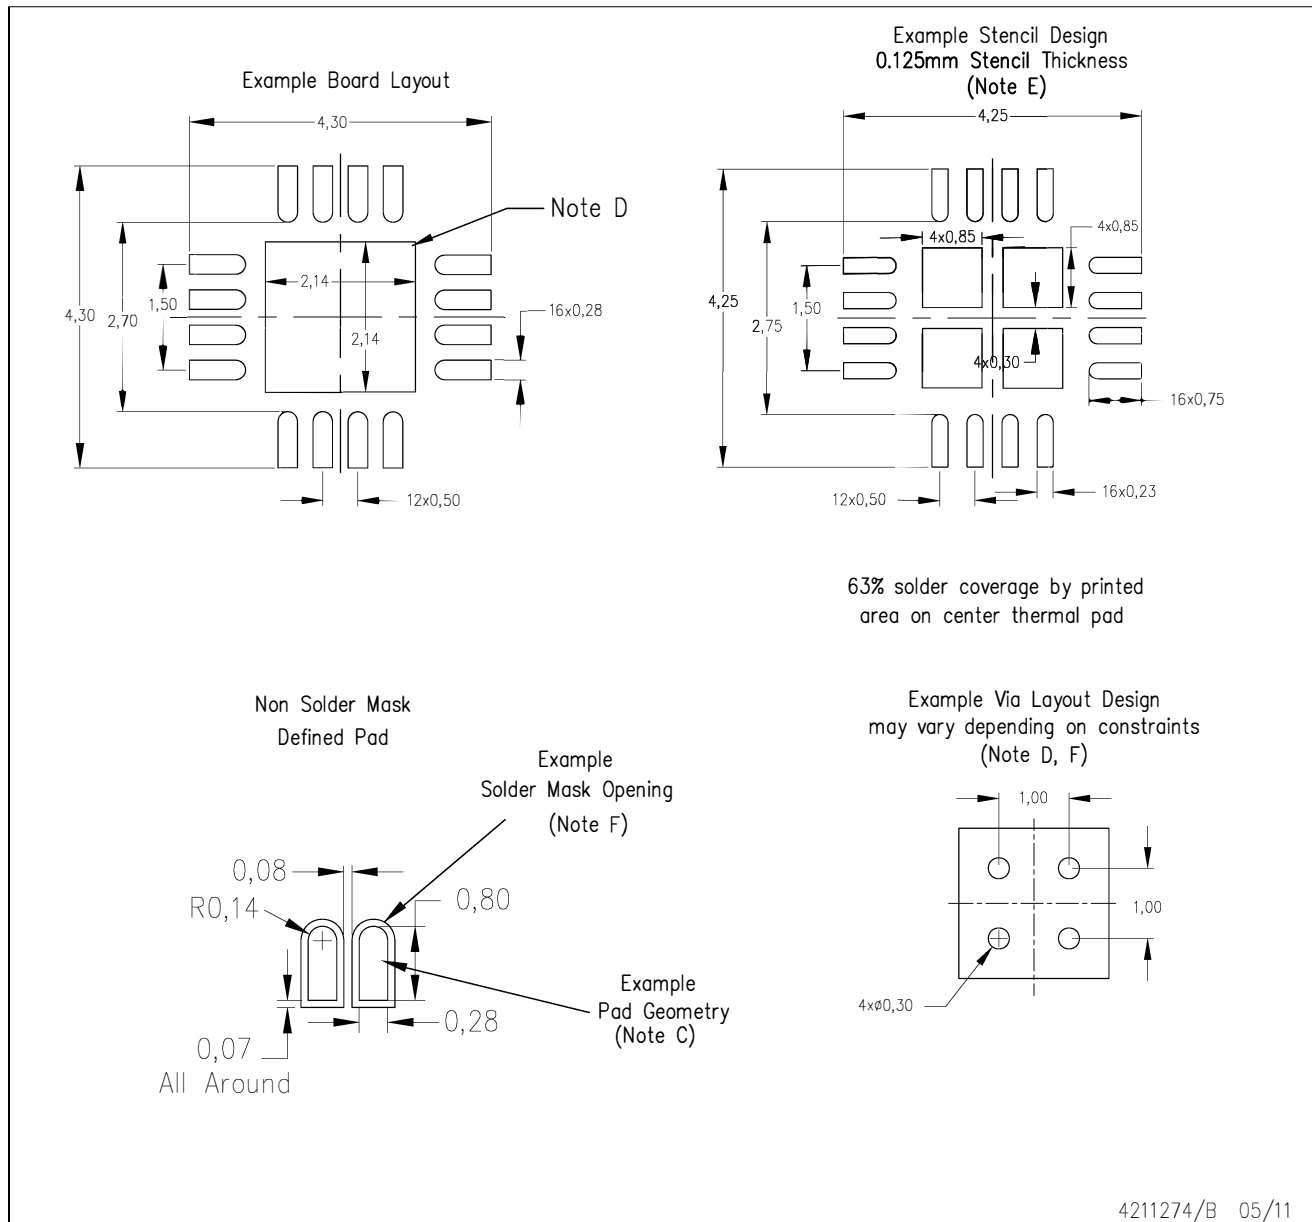 Example Board Layout
4,30
Note D
4,30
2,70
1,50
2,14
2,14
16x0,28
12x0,50
Example Stencil Design
0.125mm Stencil Thickness
(Note E)
4,25
4x0,85
4x0,85
4,25
2,75
1,50
4x0,30
16x0,75
12x0,50
16x0,23
63% solder coverage by printed
area on center thermal pad
Non Solder Mask
Defined Pad
Example
Solder Mask Opening
(Note F)
0,08
R0,14
0,80
Example
Pad Geometry
(Note C)
0,28
0,07
All Around
Example Via Layout Design
may vary depending on constraints
(Note D, F)
1,00
1,00
4xø0,30
4211274/B 05/11